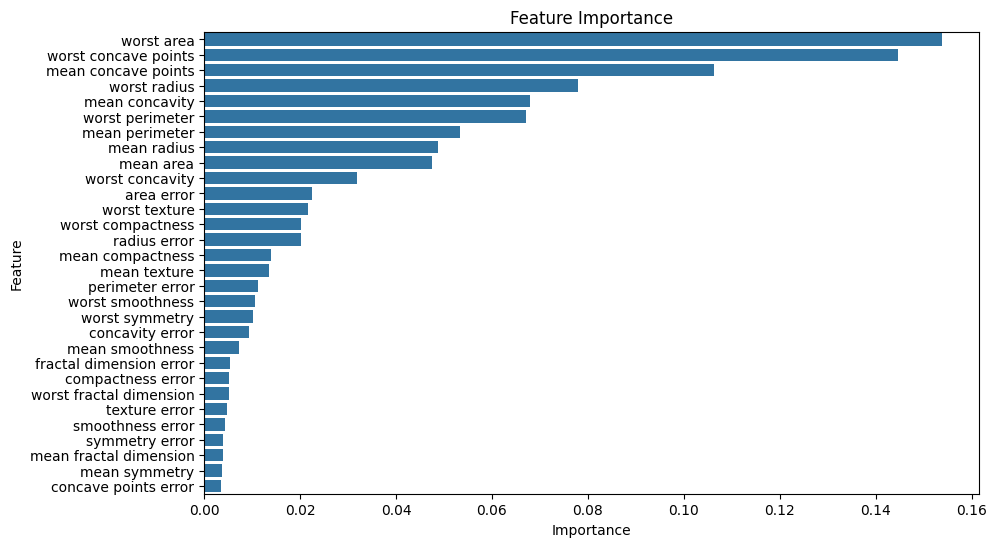 Feature Importance
worst area
worst concave points
mean concave points
worst radius
mean concavity
worst perimeter
mean perimeter
mean radius
mean area
worst concavity
area error
worst texture
worst compactness
radius error
mean compactness
mean texture
perimeter error
worst smoothness
worst symmetry
concavity error
mean smoothness
fractal dimension error
compactness error
worst fractal dimension
texture error
smoothness error
symmetry error
mean fractal dimension
mean symmetry
concave points error
Feature
0.00 0.02 0.04 0.06 0.08 0.10 0.12 0.14 0.16
Importance